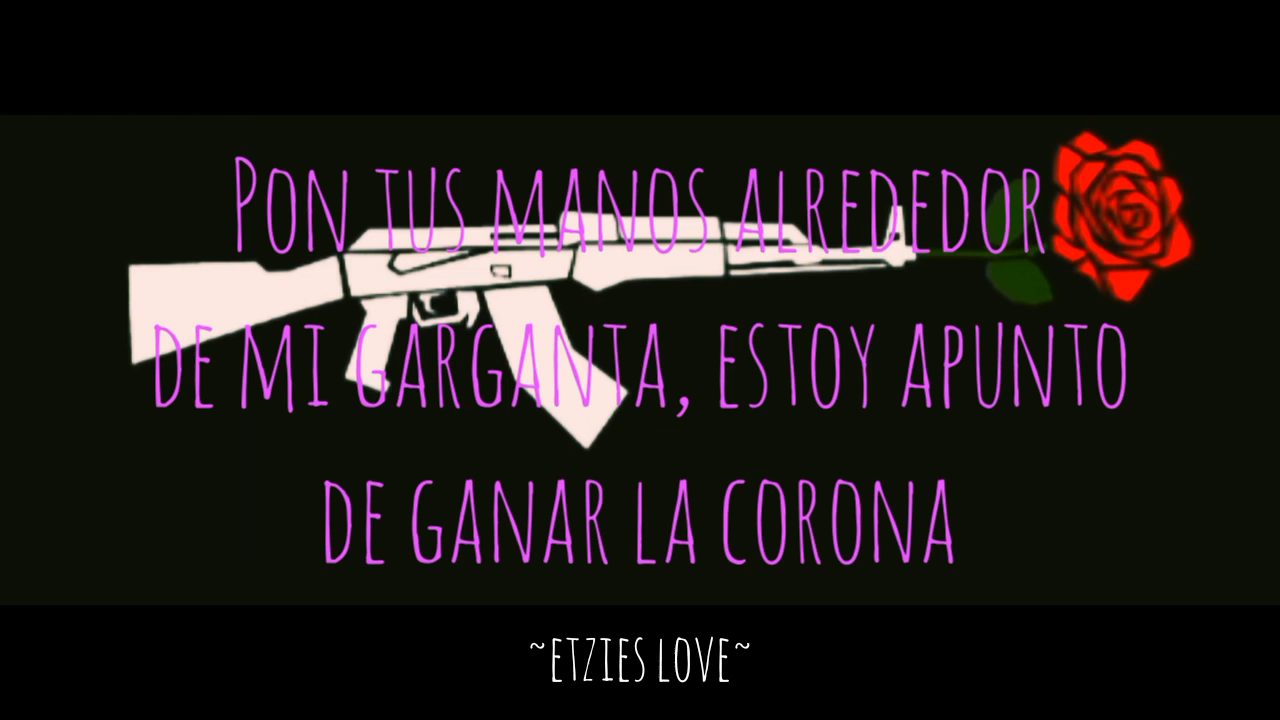 Pon tus manos alrededor
de mi garganta, estoy apunto
de ganar la corona
~etzies love~